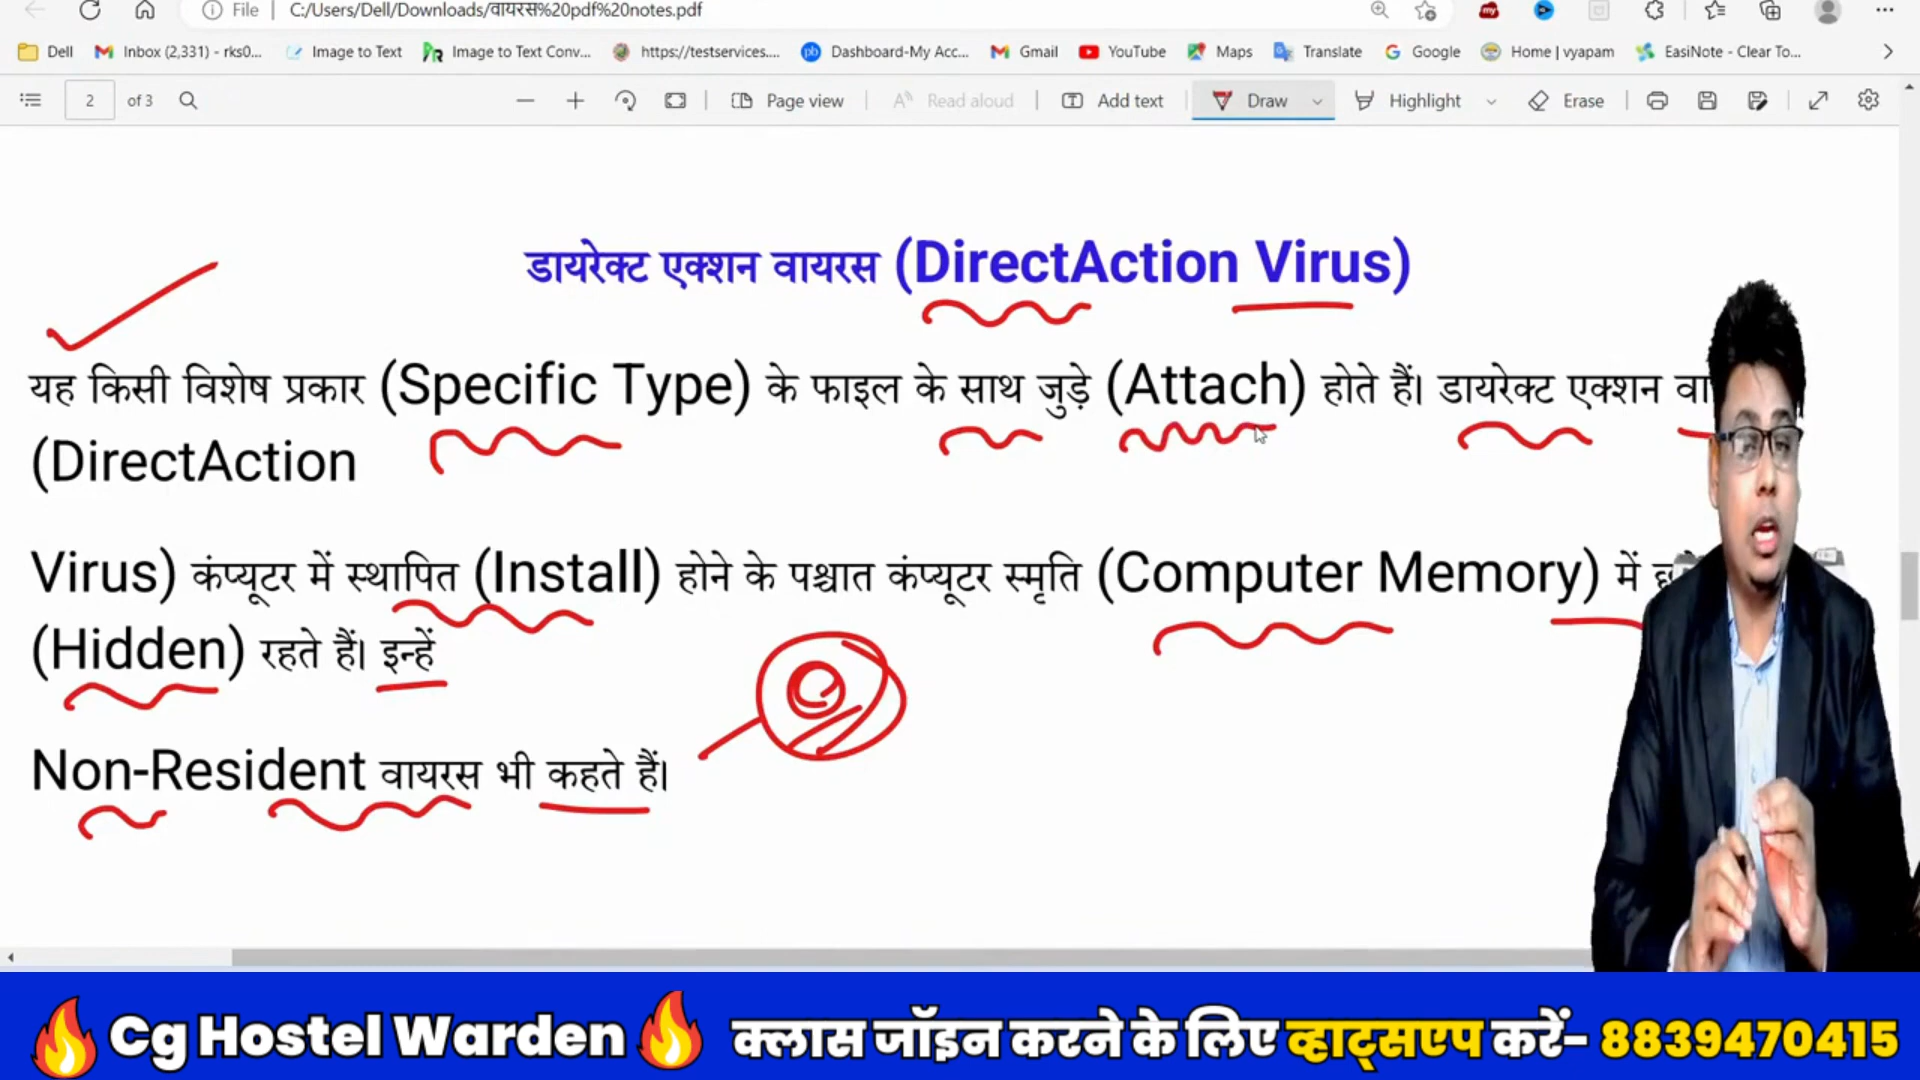 File C:/Users/Dell/Downloads/वायरस%20pdf%20notes.pdf
Dell Inbox (2,331) - rks0... Image to Text Image to Text Conv... https://testservices.... Dashboard-My Acc... Gmail YouTube Maps Translate Google Home | vyapam EasiNote - Clear To...
2 of 3 Page view Read aloud Add text Draw Highlight Erase
डायरेक्ट एक्शन वायरस (DirectAction Virus)
यह किसी विशेष प्रकार (Specific Type) के फाइल के साथ जुड़े (Attach) होते हैं। डायरेक्ट एक्शन
(DirectAction
Virus) कंप्यूटर में स्थापित (Install) होने के पश्चात कंप्यूटर स्मृति (Computer Memory) में
(Hidden) रहते हैं। इन्हें
Non-Resident वायरस भी कहते हैं।
Cg Hostel Warden क्लास जॉइन करने के लिए व्हाट्सएप करें- 8839470415